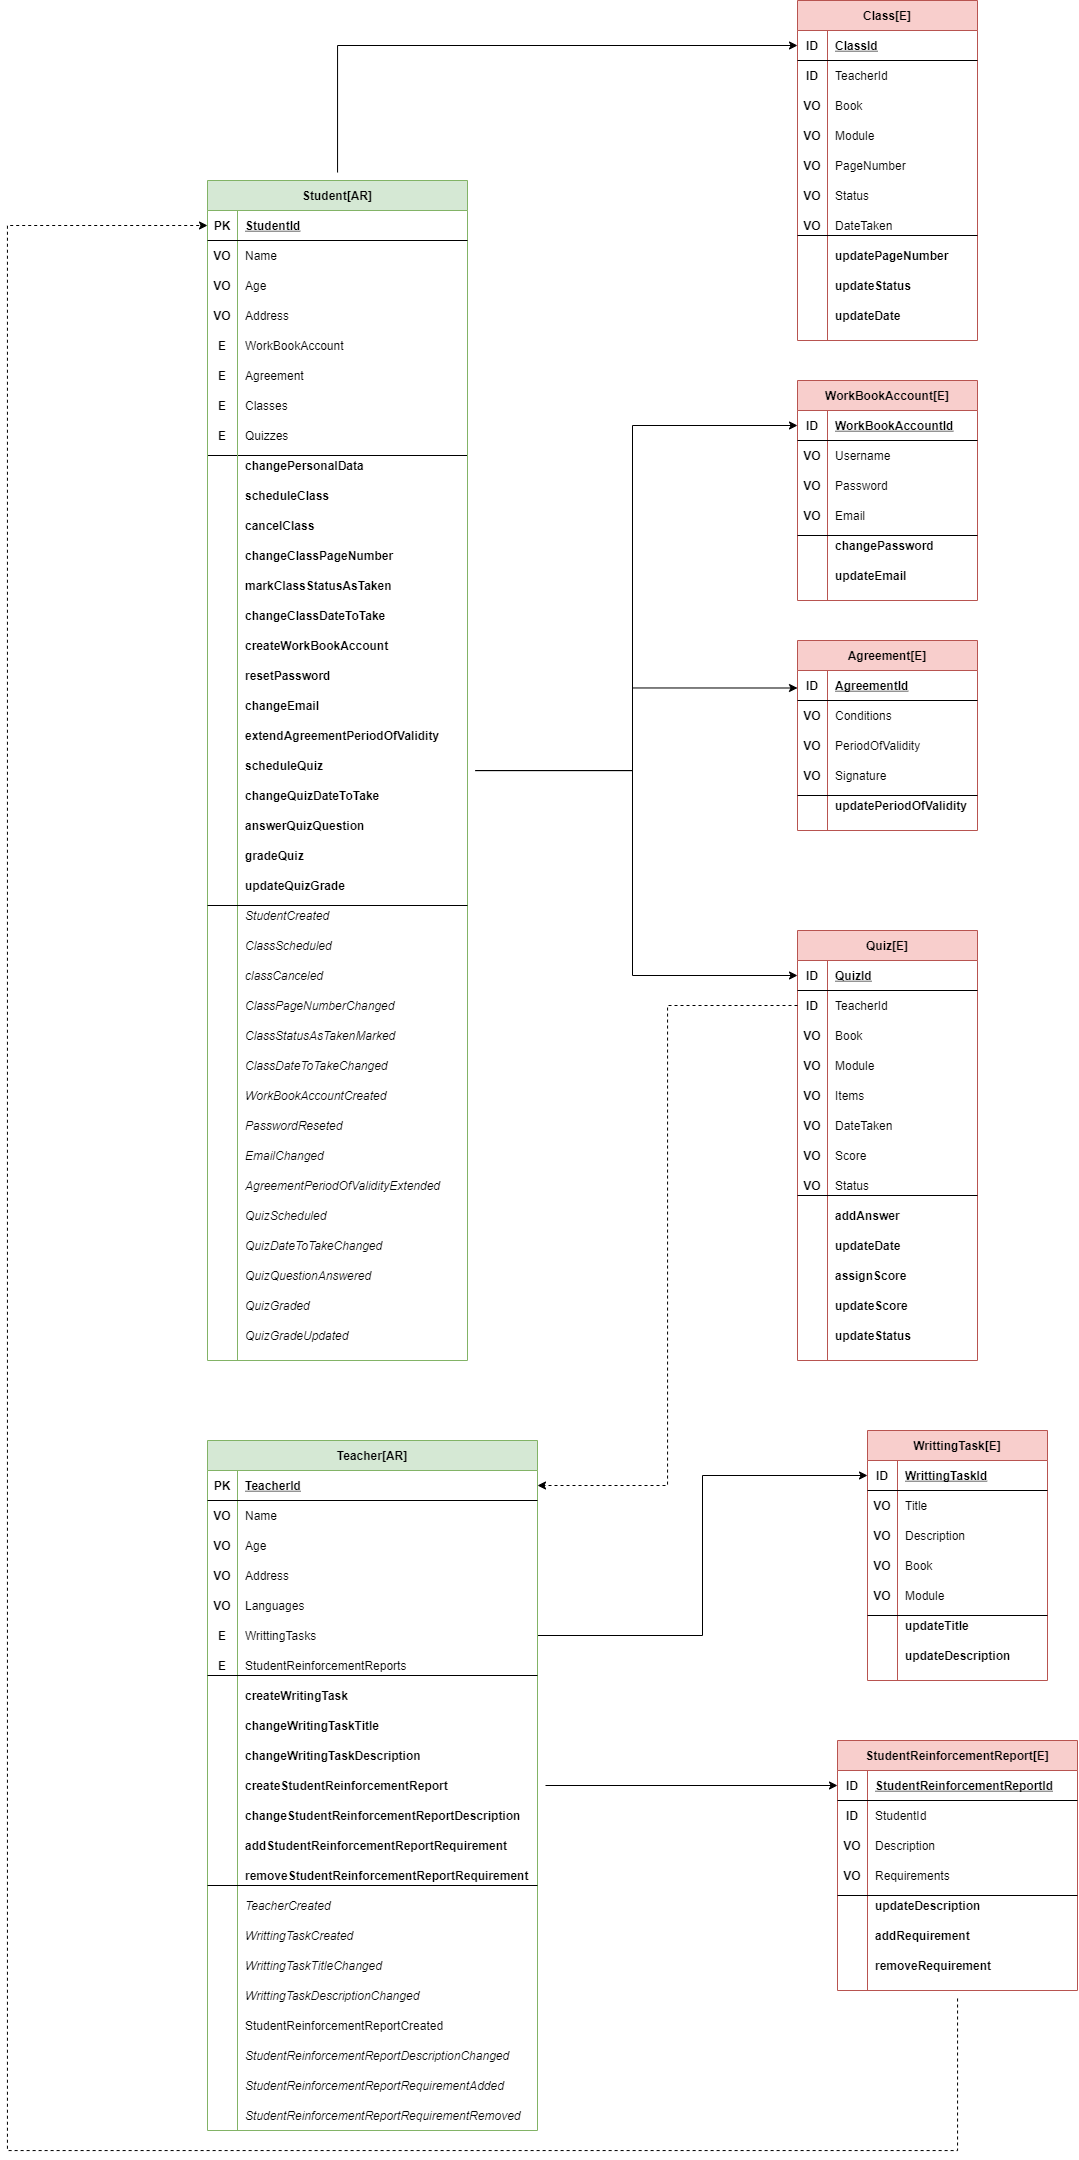 Class[E]
ID ClassId
ID TeacherId
VO Book
VO Module
VO PageNumber
VO Status
VO DateTaken
updatePageNumber
updateStatus
updateDate
Student[AR]
PK StudentId
VO Name
VO Age
VO Address
E WorkBookAccount
E Agreement
E Classes
E Quizzes
changePersonalData
scheduleClass
cancelClass
changeClassPageNumber
markClassStatusAsTaken
changeClassDateToTake
createWorkBookAccount
resetPassword
changeEmail
extendAgreementPeriodOfValidity
scheduleQuiz
changeQuizDateToTake
answerQuizQuestion
gradeQuiz
updateQuizGrade
StudentCreated
ClassScheduled
classCanceled
ClassPageNumberChanged
ClassStatusAsTakenMarked
ClassDateToTakeChanged
WorkBookAccountCreated
PasswordReseted
EmailChanged
AgreementPeriodOfValidityExtended
QuizScheduled
QuizDateToTakeChanged
QuizQuestionAnswered
QuizGraded
QuizGradeUpdated
WorkBookAccount[E]
ID WorkBookAccountId
VO Username
VO Password
VO Email
changePassword
updateEmail
Agreement[E]
ID AgreementId
VO Conditions
VO PeriodOfValidity
VO Signature
updatePeriodOfValidity
Quiz[E]
ID QuizId
ID TeacherId
VO Book
VO Module
VO Items
VO DateTaken
VO Score
VO Status
addAnswer
updateDate
assignScore
updateScore
updateStatus
Teacher[AR]
PK TeacherId
VO Name
VO Age
VO Address
VO Languages
E WrittingTasks
E StudentReinforcementReports
createWritingTask
changeWritingTaskTitle
changeWritingTaskDescription
createStudentReinforcementReport
changeStudentReinforcementReportDescription
addStudentReinforcementReportRequirement
removeStudentReinforcementReportRequirement
TeacherCreated
WrittingTaskCreated
WrittingTaskTitleChanged
WrittingTaskDescriptionChanged
StudentReinforcementReportCreated
StudentReinforcementReportDescriptionChanged
StudentReinforcementReportRequirementAdded
StudentReinforcementReportRequirementRemoved
WrittingTask[E]
ID WrittingTaskId
VO Title
VO Description
VO Book
VO Module
updateTitle
updateDescription
StudentReinforcementReport[E]
ID StudentReinforcementReportId
ID StudentId
VO Description
VO Requirements
updateDescription
addRequirement
removeRequirement